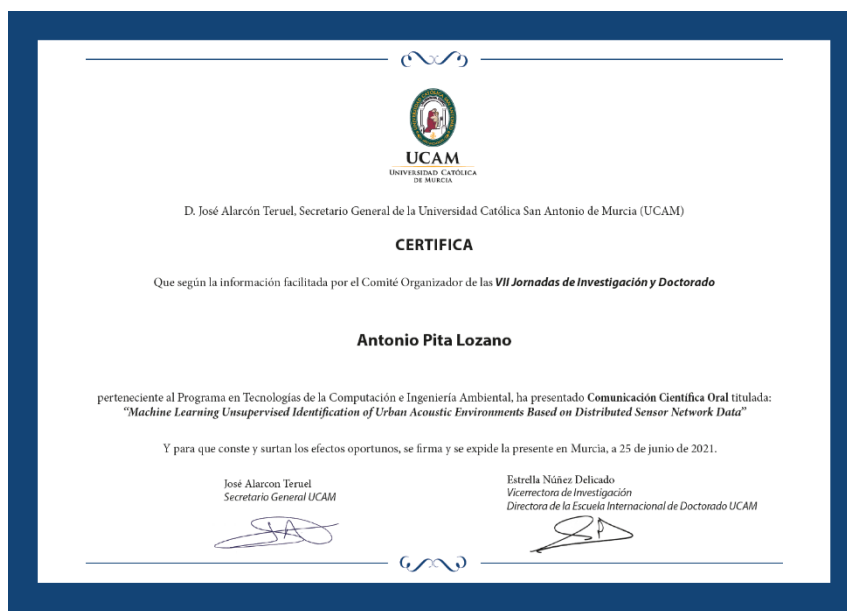 UCAM
UNIVERSIDAD CATÓLICA
DE MURCIA
D. José Alarcón Teruel, Secretario General de la Universidad Católica San Antonio de Murcia (UCAM)
CERTIFICA
Que según la información facilitada por el Comité Organizador de las VII Jornadas de Investigación y Doctorado
Antonio Pita Lozano
perteneciente al Programa en Tecnologías de la Computación e Ingeniería Ambiental, ha presentado Comunicación Científica Oral titulada:
“Machine Learning Unsupervised Identification of Urban Acoustic Environments Based on Distributed Sensor Network Data”
Y para que conste y surtan los efectos oportunos, se firma y se expide la presente en Murcia, a 25 de junio de 2021.
José Alarcon Teruel
Secretario General UCAM
Estrella Núñez Delicado
Vicerrectora de Investigación
Directora de la Escuela Internacional de Doctorado UCAM